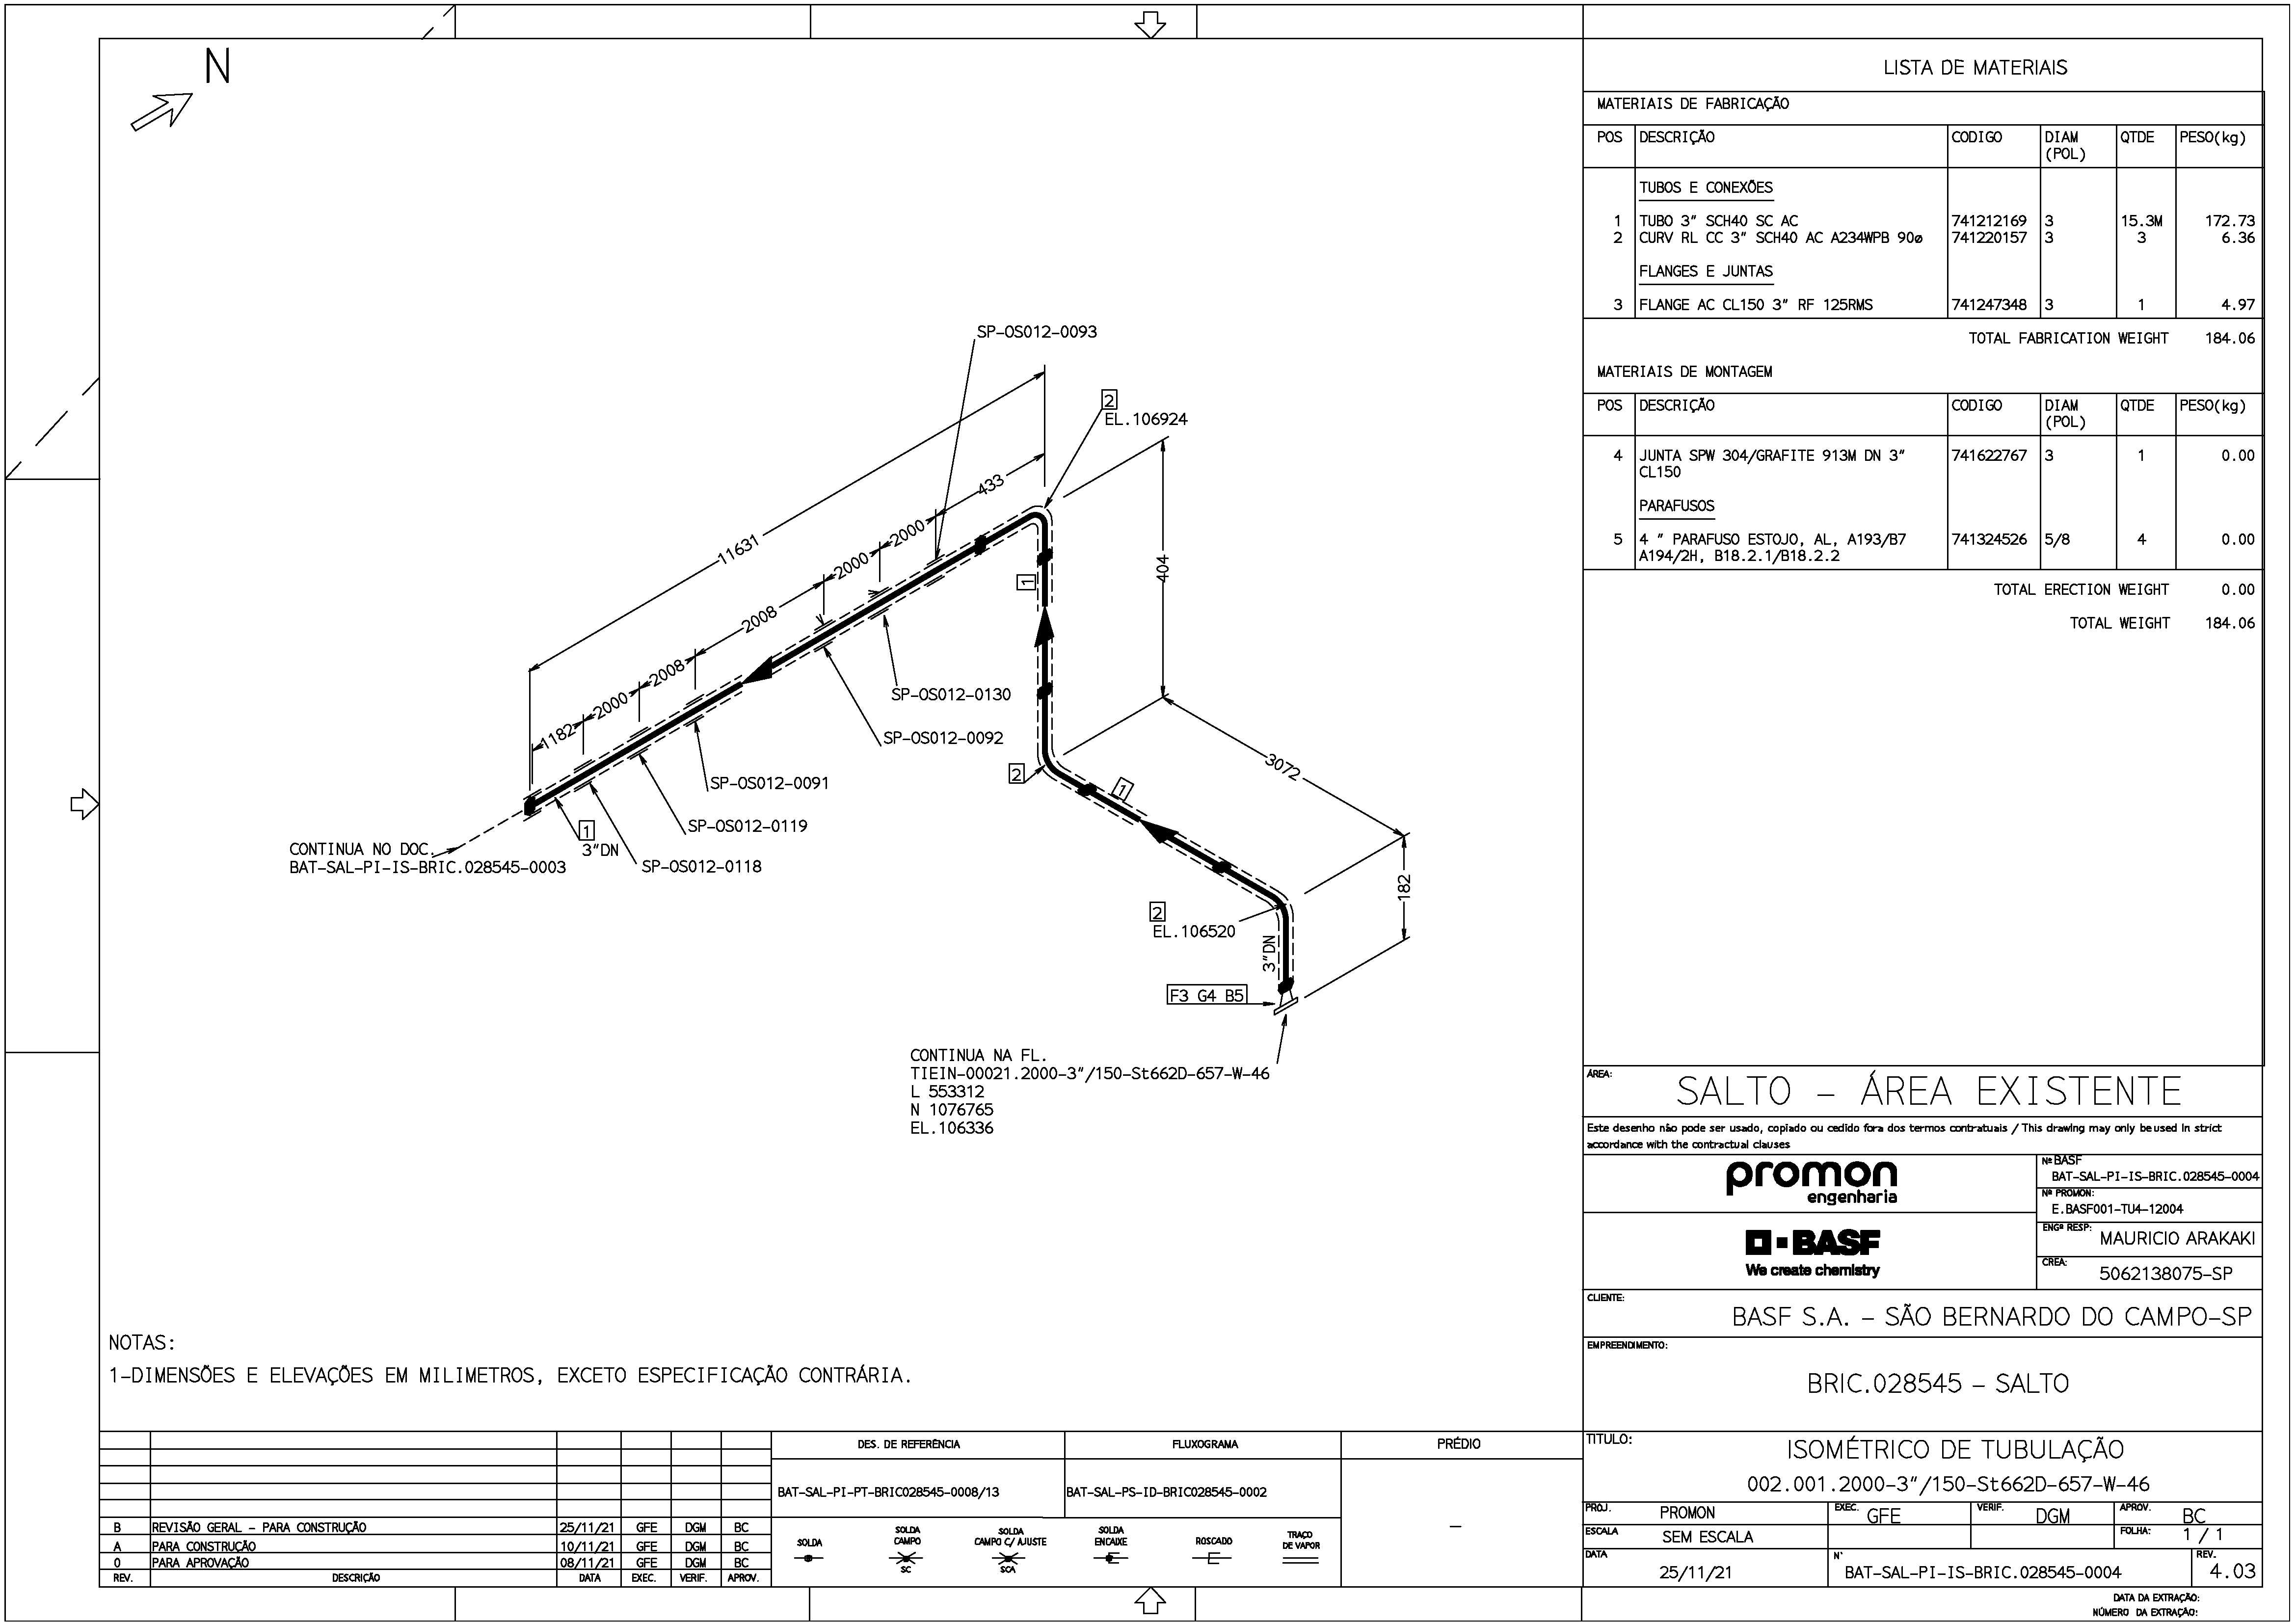 N
SP-OS012-0093
2
EL.106924
433
11631
2000
2000
2008
2008
2000
1182
404
1
SP-OS012-0130
SP-OS012-0092
SP-OS012-0091
SP-OS012-0119
SP-OS012-0118
2
1
3072
1
3"DN
CONTINUA NO DOC.
BAT-SAL-PI-IS-BRIC.028545-0003
182
2
EL.106520
3"DN
F3 G4 B5
CONTINUA NA FL.
TIEIN-00021.2000-3"/150-St662D-657-W-46
L 553312
N 1076765
EL.106336
NOTAS:
1-DIMENSÕES E ELEVAÇÕES EM MILIMETROS, EXCETO ESPECIFICAÇÃO CONTRÁRIA.
LISTA DE MATERIAIS
MATERIAIS DE FABRICAÇÃO
POS DESCRIÇÃO CODIGO DIAM (POL) QTDE PESO(kg)
TUBOS E CONEXÕES
1 TUBO 3" SCH40 SC AC 741212169 3 15.3M 172.73
2 CURV RL CC 3" SCH40 AC A234WPB 90ø 741220157 3 3 6.36
FLANGES E JUNTAS
3 FLANGE AC CL150 3" RF 125RMS 741247348 3 1 4.97
TOTAL FABRICATION WEIGHT 184.06
MATERIAIS DE MONTAGEM
POS DESCRIÇÃO CODIGO DIAM (POL) QTDE PESO(kg)
4 JUNTA SPW 304/GRAFITE 913M DN 3" 741622767 3 1 0.00
CL150
PARAFUSOS
5 4 " PARAFUSO ESTOJO, AL, A193/B7 741324526 5/8 4 0.00
A194/2H, B18.2.1/B18.2.2
TOTAL ERECTION WEIGHT 0.00
TOTAL WEIGHT 184.06
ÁREA:
SALTO - ÁREA EXISTENTE
Este desenho não pode ser usado, copiado ou cedido fora dos termos contratuais / This drawing may only be used in strict
accordance with the contractual clauses
promon
engenharia
Nº BASF
BAT-SAL-PI-IS-BRIC.028545-0004
Nº PROMON:
E.BASF001-TU4-12004
BASF
We create chemistry
ENGº RESP:
MAURICIO ARAKAKI
CREA:
5062138075-SP
CLIENTE:
BASF S.A. - SÃO BERNARDO DO CAMPO-SP
EMPREENDIMENTO:
BRIC.028545 - SALTO
TITULO:
ISOMÉTRICO DE TUBULAÇÃO
002.001.2000-3"/150-St662D-657-W-46
PROJ. PROMON EXEC. GFE VERIF. DGM APROV. BC
ESCALA SEM ESCALA FOLHA: 1 / 1
DATA 25/11/21 N° BAT-SAL-PI-IS-BRIC.028545-0004 REV. 4.03
DATA DA EXTRAÇÃO:
NÚMERO DA EXTRAÇÃO:
DES. DE REFERÊNCIA FLUXOGRAMA PRÉDIO
BAT-SAL-PI-PT-BRIC028545-0008/13 BAT-SAL-PS-ID-BRIC028545-0002 -
SOLDA
SOLDA CAMPO
SC
SOLDA CAMPO C/ AJUSTE
SCA
SOLDA ENCAIXE
ROSCADO
TRAÇO DE VAPOR
B REVISÃO GERAL - PARA CONSTRUÇÃO 25/11/21 GFE DGM BC
A PARA CONSTRUÇÃO 10/11/21 GFE DGM BC
0 PARA APROVAÇÃO 08/11/21 GFE DGM BC
REV. DESCRIÇÃO DATA EXEC. VERIF. APROV.